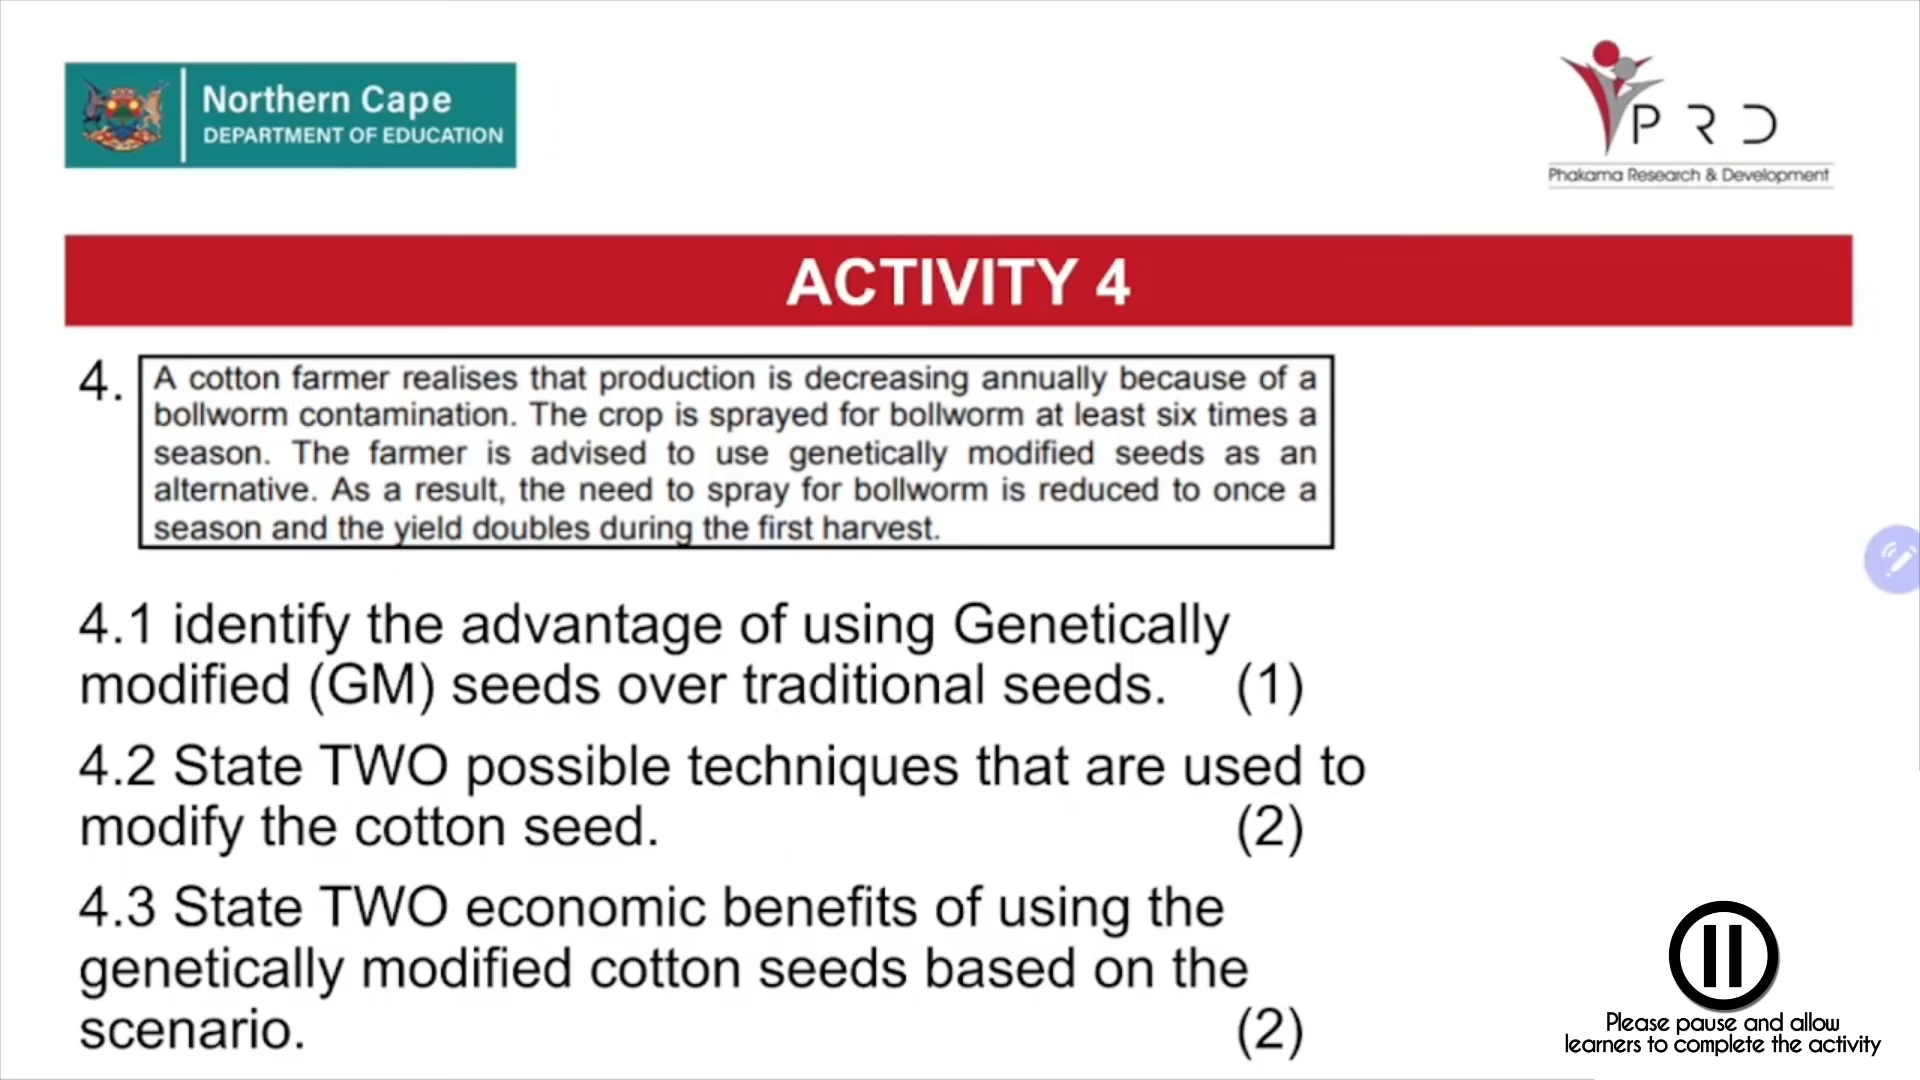 Northern Cape
DEPARTMENT OF EDUCATION
P R D
Phakama Research & Development
ACTIVITY 4
4.
A cotton farmer realises that production is decreasing annually because of a
bollworm contamination. The crop is sprayed for bollworm at least six times a
season. The farmer is advised to use genetically modified seeds as an
alternative. As a result, the need to spray for bollworm is reduced to once a
season and the yield doubles during the first harvest.
4.1 identify the advantage of using Genetically
modified (GM) seeds over traditional seeds. (1)
4.2 State TWO possible techniques that are used to
modify the cotton seed. (2)
4.3 State TWO economic benefits of using the
genetically modified cotton seeds based on the
scenario. (2)
Please pause and allow
learners to complete the activity